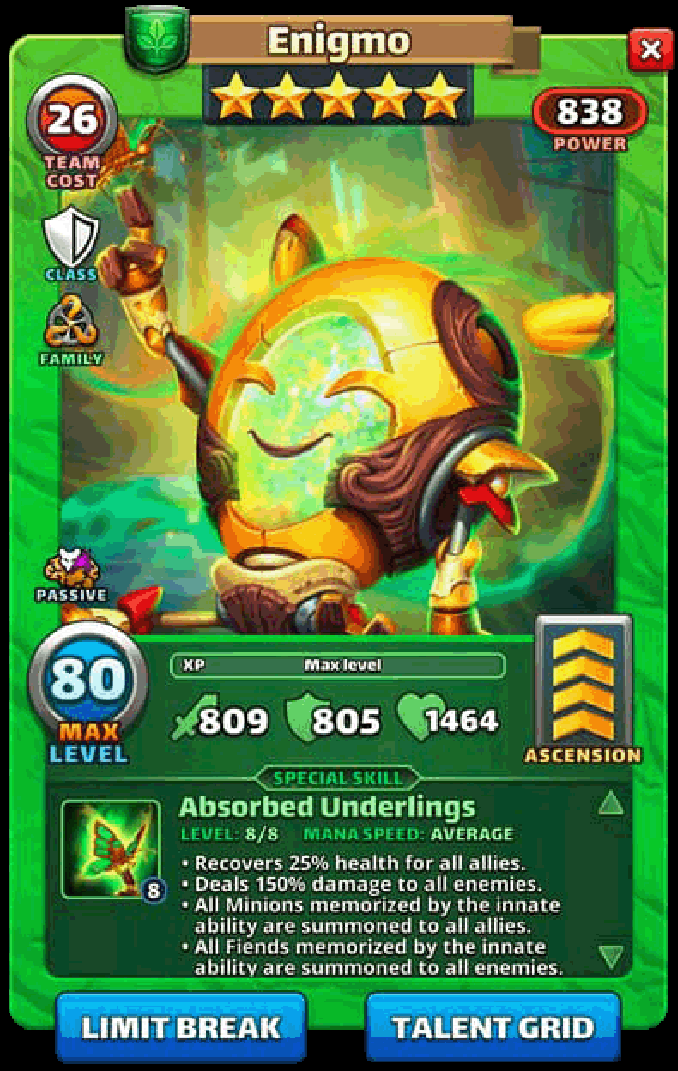 Enigmo
26
TEAM
COST
838
POWER
CLASS
FAMILY
PASSIVE
80
MAX
LEVEL
XP Max level
809 805 1464
ASCENSION
SPECIAL SKILL
Absorbed Underlings
LEVEL: 8/8 MANA SPEED: AVERAGE
8
• Recovers 25% health for all allies.
• Deals 150% damage to all enemies.
• All Minions memorized by the innate
ability are summoned to all allies.
• All Fiends memorized by the innate
ability are summoned to all enemies.
LIMIT BREAK
TALENT GRID